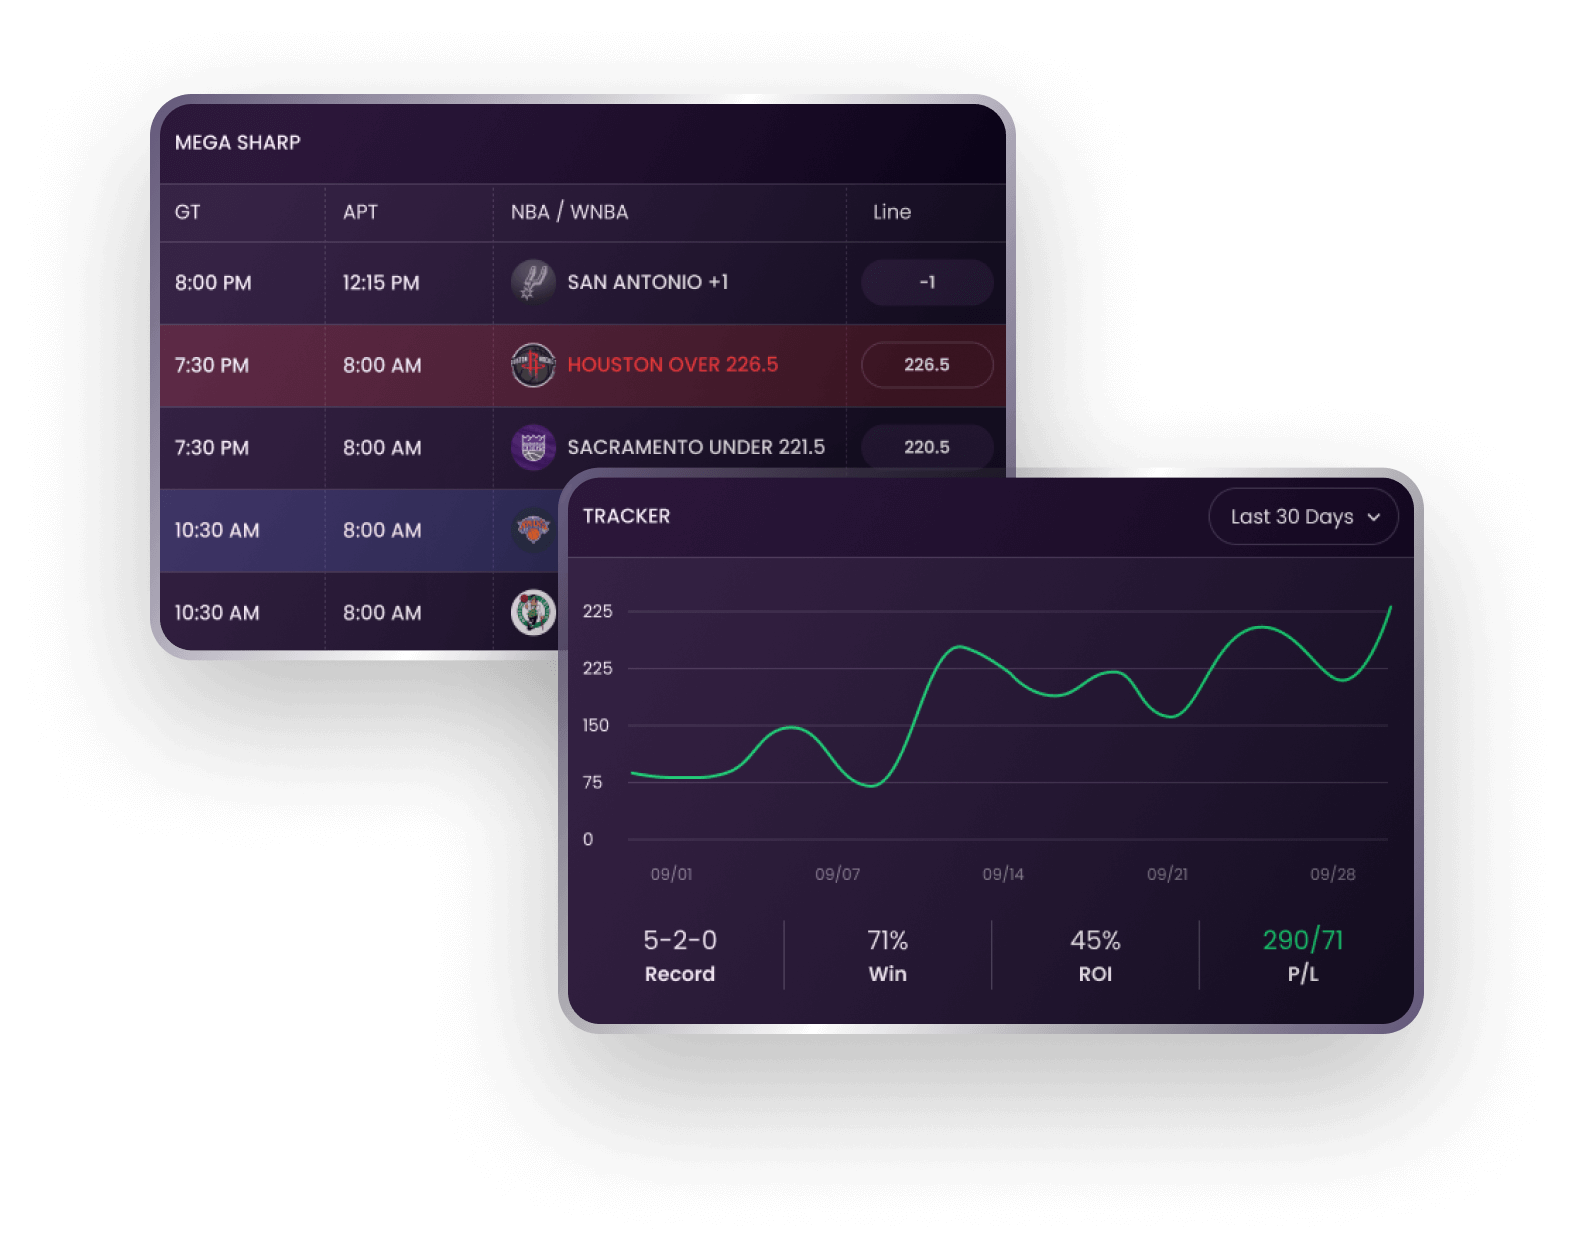 MEGA SHARP
GT APT NBA / WNBA Line
8:00 PM 12:15 PM SAN ANTONIO +1 -1
7:30 PM 8:00 AM HOUSTON OVER 226.5 226.5
7:30 PM 8:00 AM SACRAMENTO UNDER 221.5 220.5
10:30 AM 8:00 AM
10:30 AM 8:00 AM
TRACKER Last 30 Days
225
225
150
75
0
09/01 09/07 09/14 09/21 09/28
5-2-0 71% 45% 290/71
Record Win ROI P/L